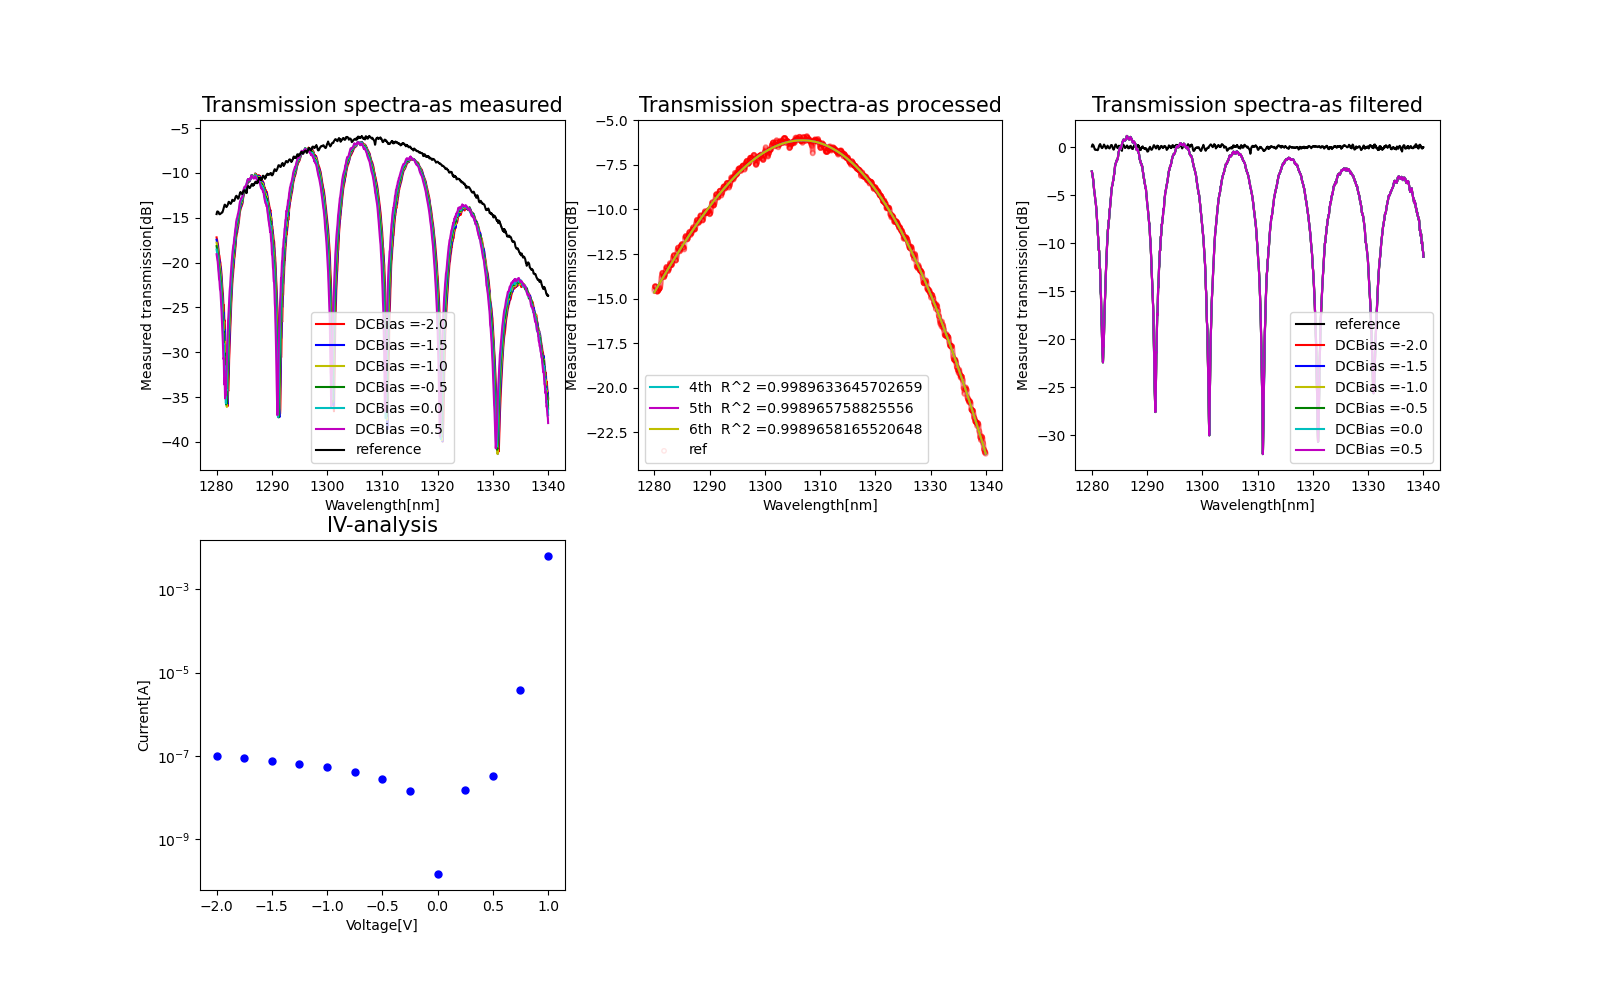 Transmission spectra-as measured
−5
−10
−15
−20
−25
−30
−35
−40
Measured transmission[dB]
DCBias =-2.0
DCBias =-1.5
DCBias =-1.0
DCBias =-0.5
DCBias =0.0
DCBias =0.5
reference
1280 1290 1300 1310 1320 1330 1340
Wavelength[nm]
Transmission spectra-as processed
−5.0
−7.5
−10.0
−12.5
−15.0
−17.5
−20.0
−22.5
Measured transmission[dB]
4th R^2 =0.9989633645702659
5th R^2 =0.998965758825556
6th R^2 =0.9989658165520648
ref
1280 1290 1300 1310 1320 1330 1340
Wavelength[nm]
Transmission spectra-as filtered
0
−5
−10
−15
−20
−25
−30
Measured transmission[dB]
reference
DCBias =-2.0
DCBias =-1.5
DCBias =-1.0
DCBias =-0.5
DCBias =0.0
DCBias =0.5
1280 1290 1300 1310 1320 1330 1340
Wavelength[nm]
IV-analysis
10⁻³
10⁻⁵
10⁻⁷
10⁻⁹
Current[A]
−2.0 −1.5 −1.0 −0.5 0.0 0.5 1.0
Voltage[V]